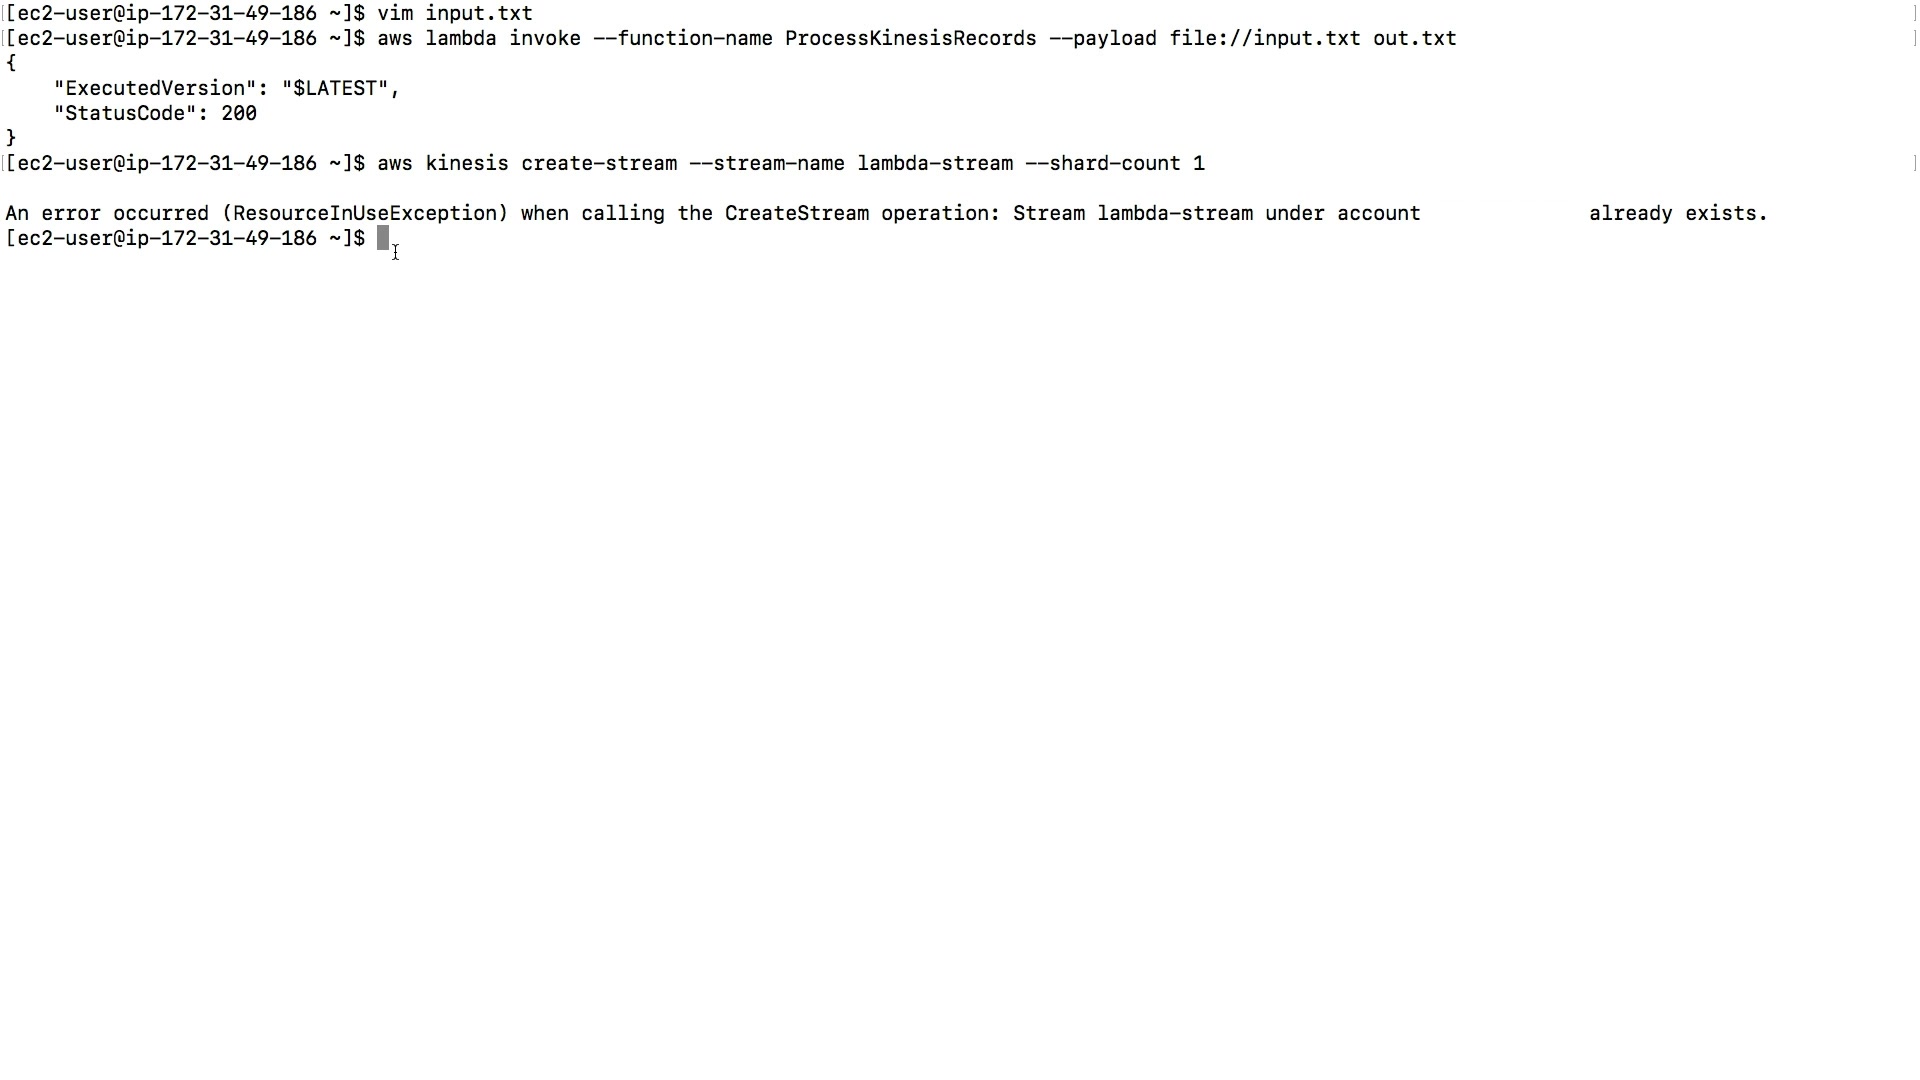 [ec2-user@ip-172-31-49-186 ~]$ vim input.txt
[ec2-user@ip-172-31-49-186 ~]$ aws lambda invoke --function-name ProcessKinesisRecords --payload file://input.txt out.txt
{
    "ExecutedVersion": "$LATEST",
    "StatusCode": 200
}
[ec2-user@ip-172-31-49-186 ~]$ aws kinesis create-stream --stream-name lambda-stream --shard-count 1
An error occurred (ResourceInUseException) when calling the CreateStream operation: Stream lambda-stream under account already exists.
[ec2-user@ip-172-31-49-186 ~]$